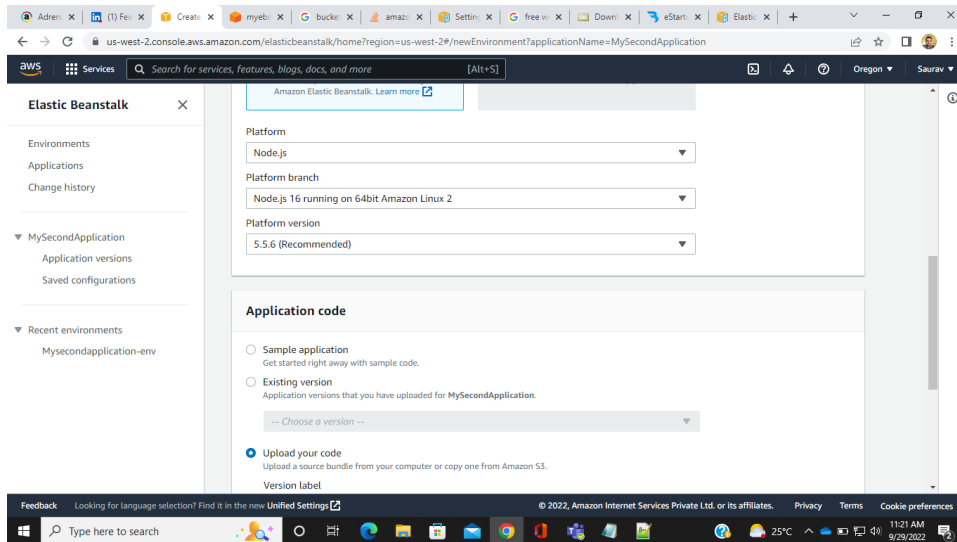 Adren
(1) Fee
Create
myebs
bucket
amazo
Setting
free w
Downl
eStart
Elastic
us-west-2.console.aws.amazon.com/elasticbeanstalk/home?region=us-west-2#/newEnvironment?applicationName=MySecondApplication
aws
Services
Search for services, features, blogs, docs, and more
[Alt+S]
Oregon
Saurav
Elastic Beanstalk
Environments
Applications
Change history
MySecondApplication
Application versions
Saved configurations
Recent environments
Mysecondapplication-env
Amazon Elastic Beanstalk. Learn more
Platform
Node.js
Platform branch
Node.js 16 running on 64bit Amazon Linux 2
Platform version
5.5.6 (Recommended)
Application code
Sample application
Get started right away with sample code.
Existing version
Application versions that you have uploaded for MySecondApplication.
-- Choose a version --
Upload your code
Upload a source bundle from your computer or copy one from Amazon S3.
Version label
Feedback
Looking for language selection? Find it in the new Unified Settings
© 2022, Amazon Internet Services Private Ltd. or its affiliates.
Privacy
Terms
Cookie preferences
Type here to search
25°C
11:21 AM
9/29/2022
2